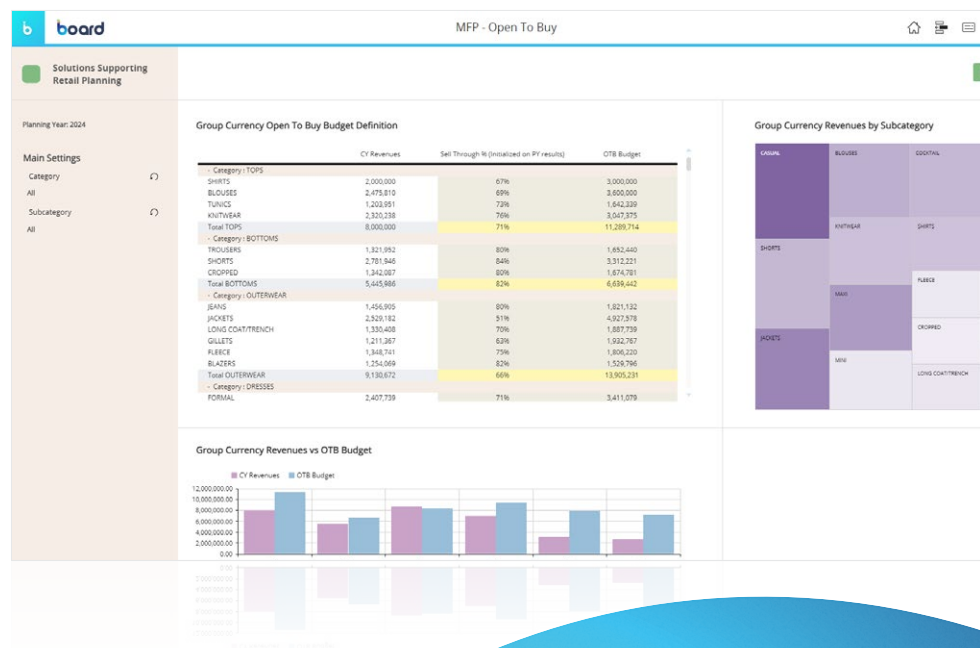 b board
MFP - Open To Buy
Solutions Supporting
Retail Planning
Planning Year: 2024
Main Settings
Category
All
Subcategory
All
Group Currency Open To Buy Budget Definition
CY Revenues Sell Through % (Initialized on PY results) OTB Budget
- Category : TOPS
SHIRTS 2,000,000 67% 3,000,000
BLOUSES 2,475,810 69% 3,600,000
TUNICS 1,203,951 73% 1,642,339
KNITWEAR 2,320,238 76% 3,047,375
Total TOPS 8,000,000 71% 11,289,714
- Category : BOTTOMS
TROUSERS 1,321,952 80% 1,652,440
SHORTS 2,781,946 84% 3,312,221
CROPPED 1,342,087 80% 1,674,781
Total BOTTOMS 5,445,986 82% 6,639,442
- Category : OUTERWEAR
JEANS 1,456,905 80% 1,821,132
JACKETS 2,529,182 51% 4,927,578
LONG COAT/TRENCH 1,330,408 70% 1,887,739
GILLETS 1,211,367 63% 1,932,767
FLEECE 1,348,741 75% 1,806,220
BLAZERS 1,254,069 82% 1,529,796
Total OUTERWEAR 9,130,672 66% 13,905,231
- Category : DRESSES
FORMAL 2,407,739 71% 3,411,079
Group Currency Revenues by Subcategory
CASUAL
BLOUSES
COCKTAIL
KNITWEAR
SHIRTS
SHORTS
FLEECE
MAXI
CROPPED
JACKETS
MINI
LONG COAT/TRENCH
Group Currency Revenues vs OTB Budget
CY Revenues OTB Budget
12,000,000.00
10,000,000.00
8,000,000.00
6,000,000.00
4,000,000.00
2,000,000.00
0.00